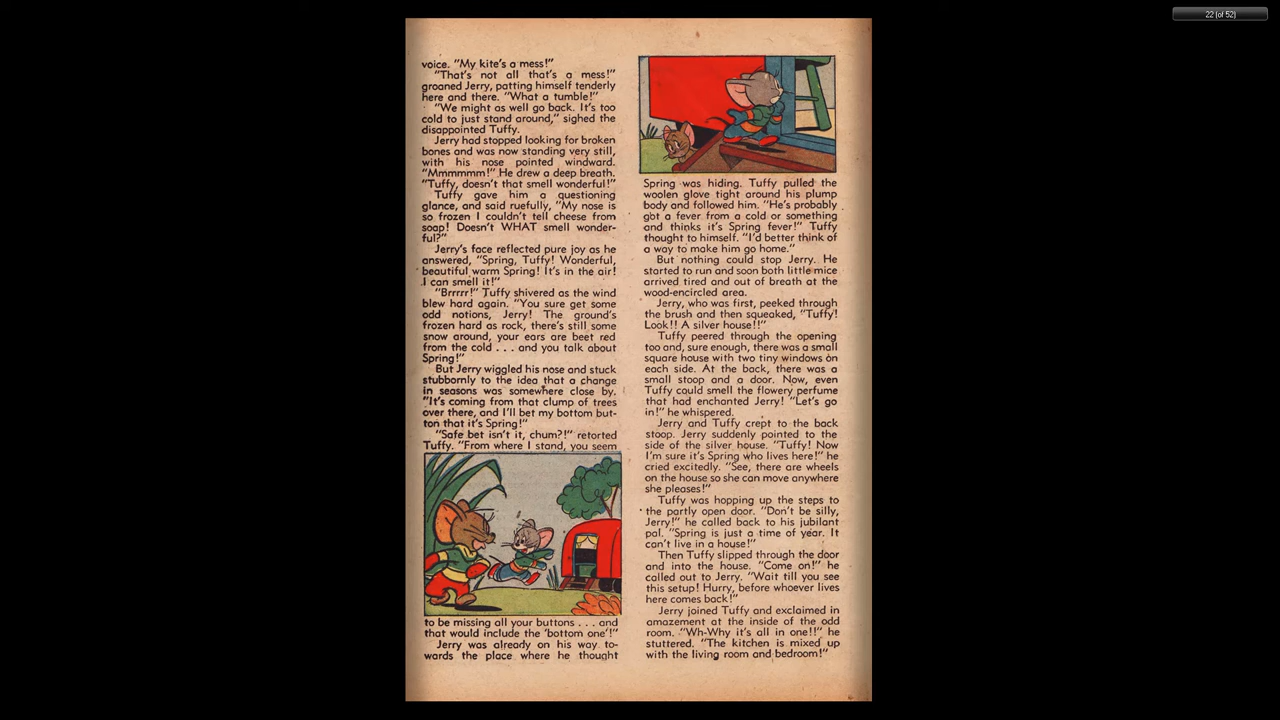 22 (of 52)
voice. "My kite's a mess!"
"That's not all that's a mess!"
groaned Jerry, patting himself tenderly
here and there. "What a tumble!"
"We might as well go back. It's too
cold to just stand around," sighed the
disappointed Tuffy.
Jerry had stopped looking for broken
bones and was now standing very still,
with his nose pointed windward.
"Mmmmmm!" He drew a deep breath.
"Tuffy, doesn't that smell wonderful!"
Tuffy gave him a questioning
glance, and said ruefully, "My nose is
so frozen I couldn't tell cheese from
soap! Doesn't WHAT smell wonder-
ful?"
Jerry's face reflected pure joy as he
answered, "Spring, Tuffy! Wonderful,
beautiful warm Spring! It's in the air!
I can smell it!"
"Brrrrr!" Tuffy shivered as the wind
blew hard again. "You sure get some
odd notions, Jerry! The ground's
frozen hard as rock, there's still some
snow around, your ears are beet red
from the cold . . . and you talk about
Spring!"
But Jerry wiggled his nose and stuck
stubbornly to the idea that a change
in seasons was somewhere close by.
"It's coming from that clump of trees
over there, and I'll bet my bottom but-
ton that it's Spring!"
"Safe bet isn't it, chum?!" retorted
Tuffy. "From where I stand, you seem
to be missing all your buttons . . . and
that would include the 'bottom one'!"
Jerry was already on his way to-
wards the place where he thought
Spring was hiding. Tuffy pulled the
woolen glove tight around his plump
body and followed him. "He's probably
got a fever from a cold or something
and thinks it's Spring fever!" Tuffy
thought to himself. "I'd better think of
a way to make him go home."
But nothing could stop Jerry. He
started to run and soon both little mice
arrived tired and out of breath at the
wood-encircled area.
Jerry, who was first, peeked through
the brush and then squeaked, "Tuffy!
Look!! A silver house!!"
Tuffy peered through the opening
too and, sure enough, there was a small
square house with two tiny windows on
each side. At the back, there was a
small stoop and a door. Now, even
Tuffy could smell the flowery perfume
that had enchanted Jerry! "Let's go
in!" he whispered.
Jerry and Tuffy crept to the back
stoop. Jerry suddenly pointed to the
side of the silver house. "Tuffy! Now
I'm sure it's Spring who lives here!" he
cried excitedly. "See, there are wheels
on the house so she can move anywhere
she pleases!"
Tuffy was hopping up the steps to
the partly open door. "Don't be silly,
Jerry!" he called back to his jubilant
pal. "Spring is just a time of year. It
can't live in a house!"
Then Tuffy slipped through the door
and into the house. "Come on!" he
called out to Jerry. "Wait till you see
this setup! Hurry, before whoever lives
here comes back!"
Jerry joined Tuffy and exclaimed in
amazement at the inside of the odd
room. "Wh-Why it's all in one!!" he
stuttered. "The kitchen is mixed up
with the living room and bedroom!"